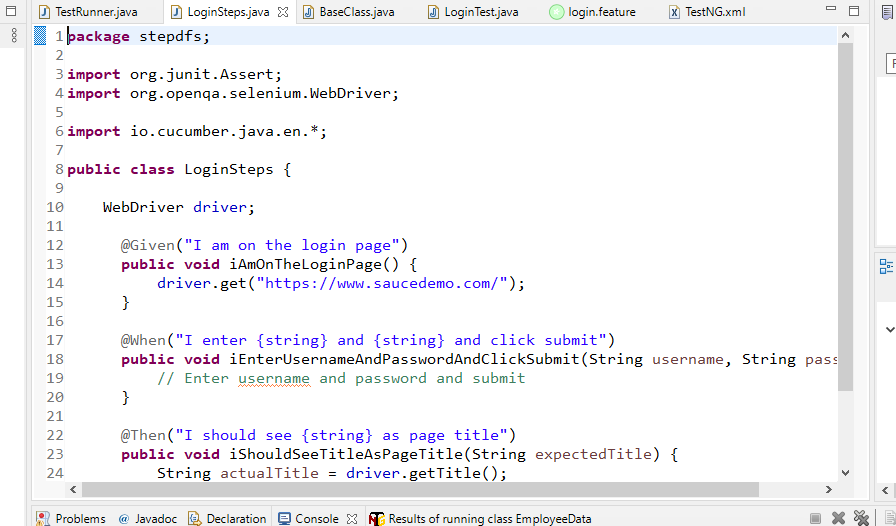 TestRunner.java LoginSteps.java BaseClass.java LoginTest.java login.feature TestNG.xml
1 package stepdfs;
2
3 import org.junit.Assert;
4 import org.openqa.selenium.WebDriver;
5
6 import io.cucumber.java.en.*;
7
8 public class LoginSteps {
9
10 WebDriver driver;
11
12 @Given("I am on the login page")
13 public void iAmOnTheLoginPage() {
14 driver.get("https://www.saucedemo.com/");
15 }
16
17 @When("I enter {string} and {string} and click submit")
18 public void iEnterUsernameAndPasswordAndClickSubmit(String username, String pass
19 // Enter username and password and submit
20 }
21
22 @Then("I should see {string} as page title")
23 public void iShouldSeeTitleAsPageTitle(String expectedTitle) {
24 String actualTitle = driver.getTitle();
Problems @ Javadoc Declaration Console Results of running class EmployeeData